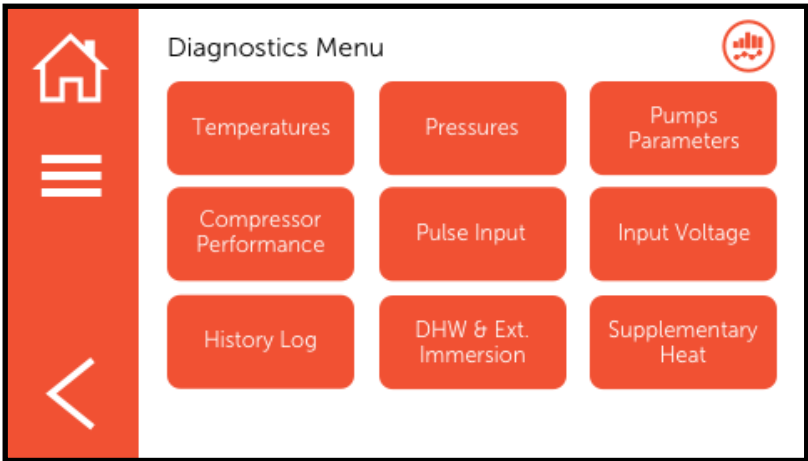 Diagnostics Menu
Temperatures
Pressures
Pumps
Parameters
Compressor
Performance
Pulse Input
Input Voltage
History Log
DHW & Ext.
Immersion
Supplementary
Heat